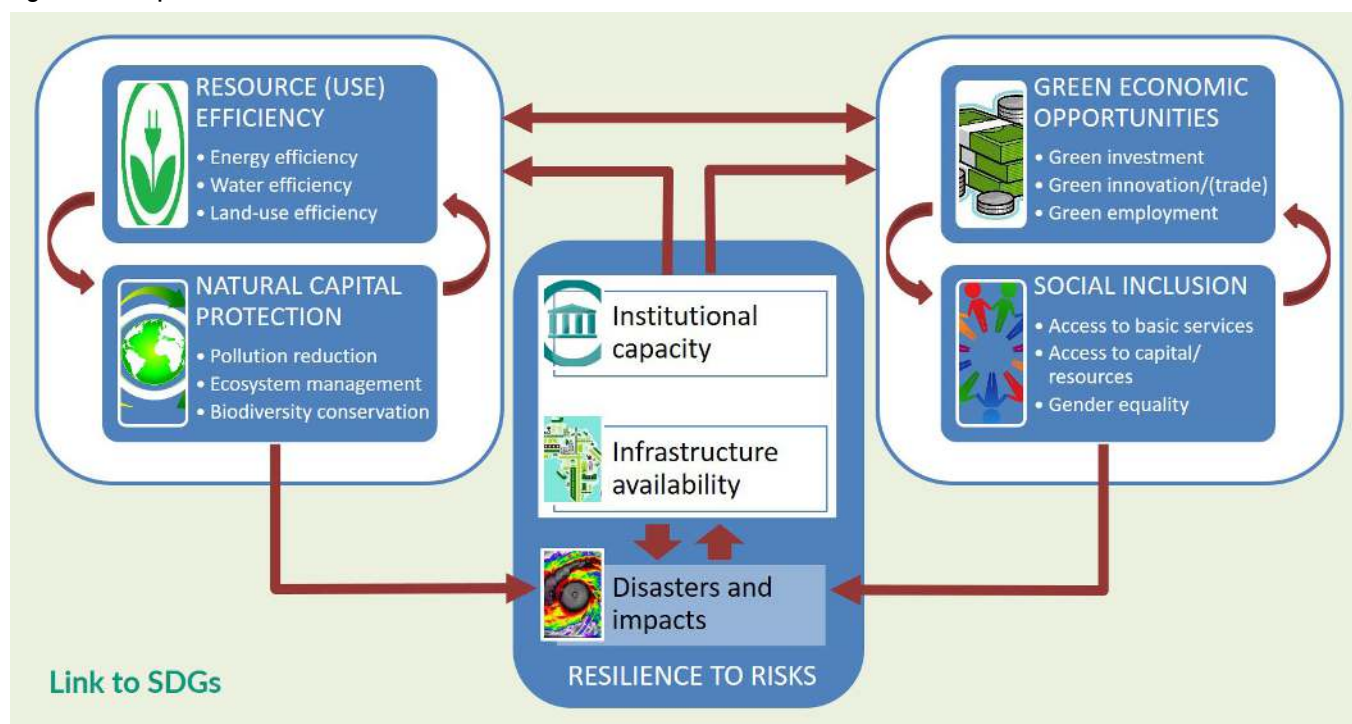 RESOURCE (USE)
EFFICIENCY
• Energy efficiency
• Water efficiency
• Land-use efficiency
NATURAL CAPITAL
PROTECTION
• Pollution reduction
• Ecosystem management
• Biodiversity conservation
Institutional
capacity
Infrastructure
availability
Disasters and
impacts
RESILIENCE TO RISKS
GREEN ECONOMIC
OPPORTUNITIES
• Green investment
• Green innovation/(trade)
• Green employment
SOCIAL INCLUSION
• Access to basic services
• Access to capital/
resources
• Gender equality
Link to SDGs